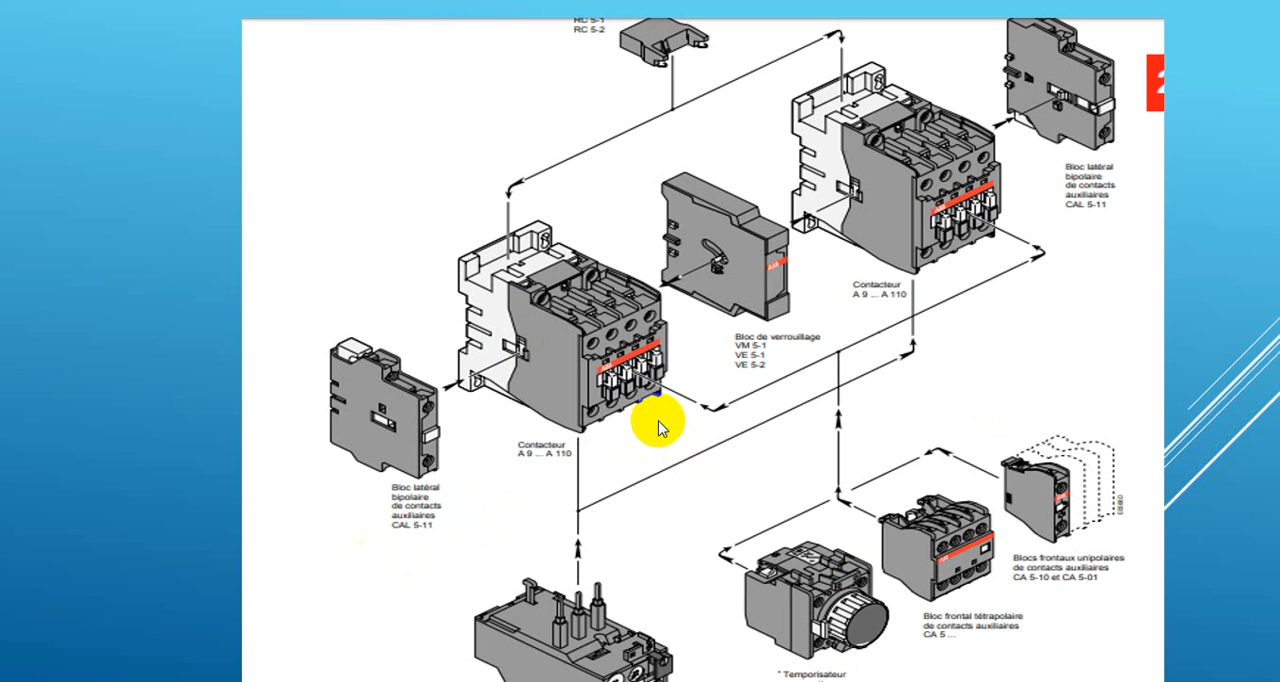 RC 5-1
RC 5-2
2
Bloc latéral
bipolaire
de contacts
auxiliaires
CAL 5-11
Contacteur
A 9 ... A 110
Bloc de verrouillage
VM 5-1
VE 5-1
VE 5-2
Contacteur
A 9 ... A 110
Bloc latéral
bipolaire
de contacts
auxiliaires
CAL 5-11
Blocs frontaux unipolaires
de contacts auxiliaires
CA 5-10 et CA 5-01
Bloc frontal tétrapolaire
de contacts auxiliaires
CA 5 ...
* Temporisateur